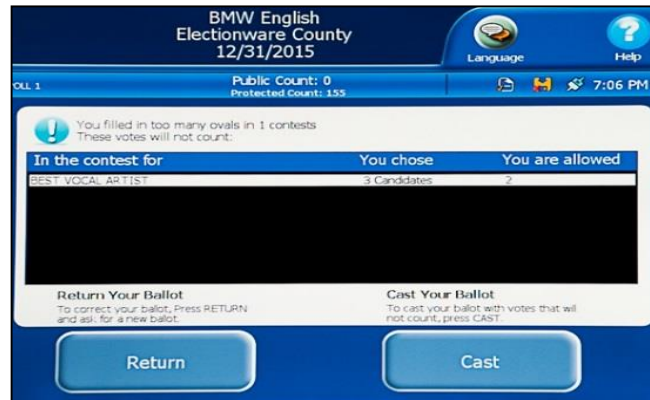 BMW English
Electionware County
12/31/2015
Language
Help
OLL 1
Public Count: 0
Protected Count: 155
7:06 PM
You filled in too many ovals in 1 contests
These votes will not count:
In the contest for You chose You are allowed
BEST VOCAL ARTIST 3 Candidates 2
Return Your Ballot
To correct your ballot, Press RETURN
and ask for a new ballot.
Cast Your Ballot
To cast your ballot with votes that will
not count, press CAST.
Return
Cast